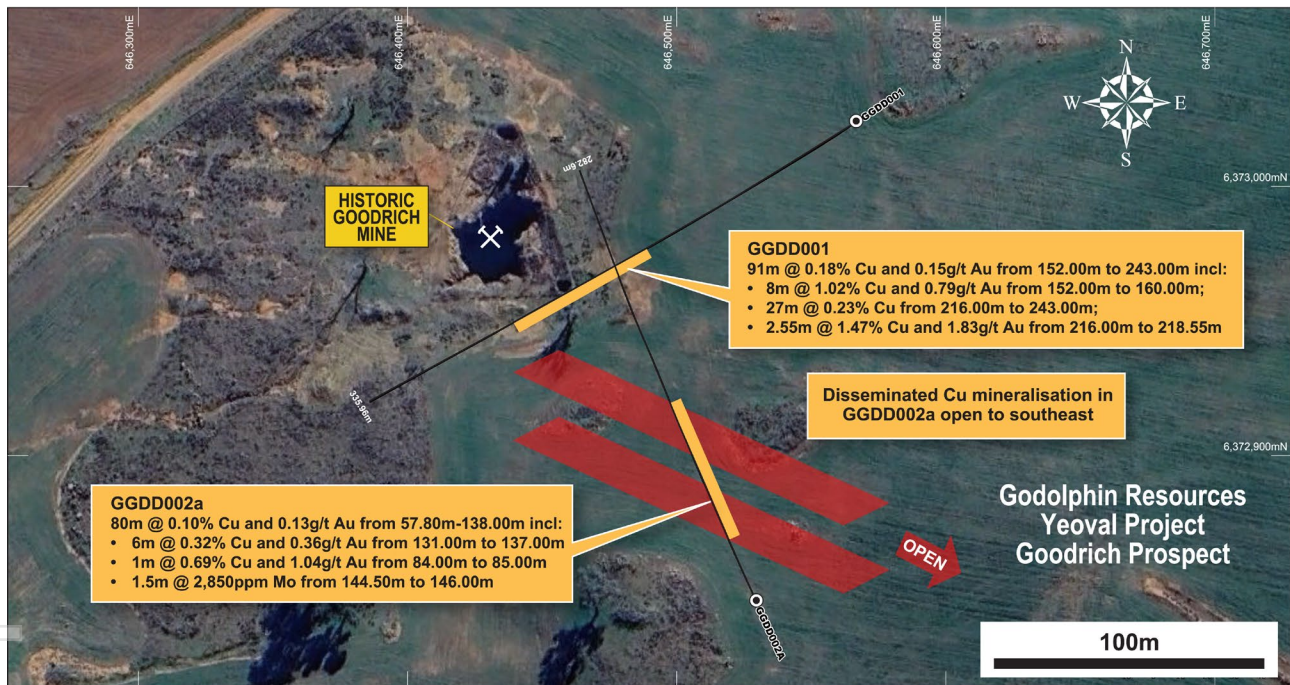 646,300mE
646,400mE
646,500mE
646,600mE
646,700mE
N
W E
S
GGDD001
282.6m
6,373,000mN
HISTORIC
GOODRICH
MINE
GGDD001
91m @ 0.18% Cu and 0.15g/t Au from 152.00m to 243.00m incl:
• 8m @ 1.02% Cu and 0.79g/t Au from 152.00m to 160.00m;
• 27m @ 0.23% Cu from 216.00m to 243.00m;
• 2.55m @ 1.47% Cu and 1.83g/t Au from 216.00m to 218.55m
335.96m
Disseminated Cu mineralisation in
GGDD002a open to southeast
6,372,900mN
GGDD002a
80m @ 0.10% Cu and 0.13g/t Au from 57.80m-138.00m incl:
• 6m @ 0.32% Cu and 0.36g/t Au from 131.00m to 137.00m
• 1m @ 0.69% Cu and 1.04g/t Au from 84.00m to 85.00m
• 1.5m @ 2,850ppm Mo from 144.50m to 146.00m
Godolphin Resources
Yeoval Project
Goodrich Prospect
OPEN
GGDD002A
100m